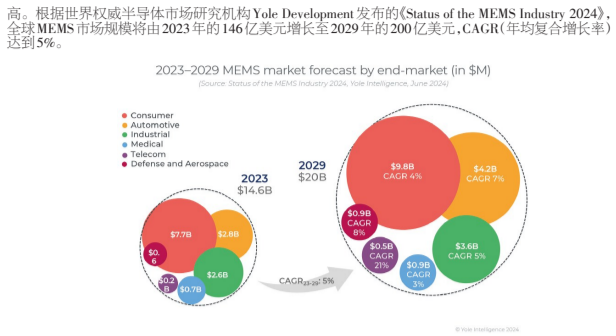 高。根据世界权威半导体市场研究机构Yole Development发布的《Status of the MEMS Industry 2024》,
全球MEMS市场规模将由2023年的146亿美元增长至2029年的200亿美元,CAGR(年均复合增长率)
达到5%。
2023–2029 MEMS market forecast by end-market (in $M)
(Source: Status of the MEMS Industry 2024, Yole Intelligence, June 2024)
Consumer
Automotive
Industrial
Medical
Telecom
Defense and Aerospace
2023
$14.6B
2029
$20B
$7.7B
$2.8B
$0.
6
$2.6B
$0.2
B
$0.7B
CAGR23-29: 5%
$9.8B
CAGR 4%
$4.2B
CAGR 7%
$0.9B
CAGR
8%
$0.5B
CAGR
21%
$3.6B
CAGR 5%
$0.9B
CAGR
3%
© Yole Intelligence 2024